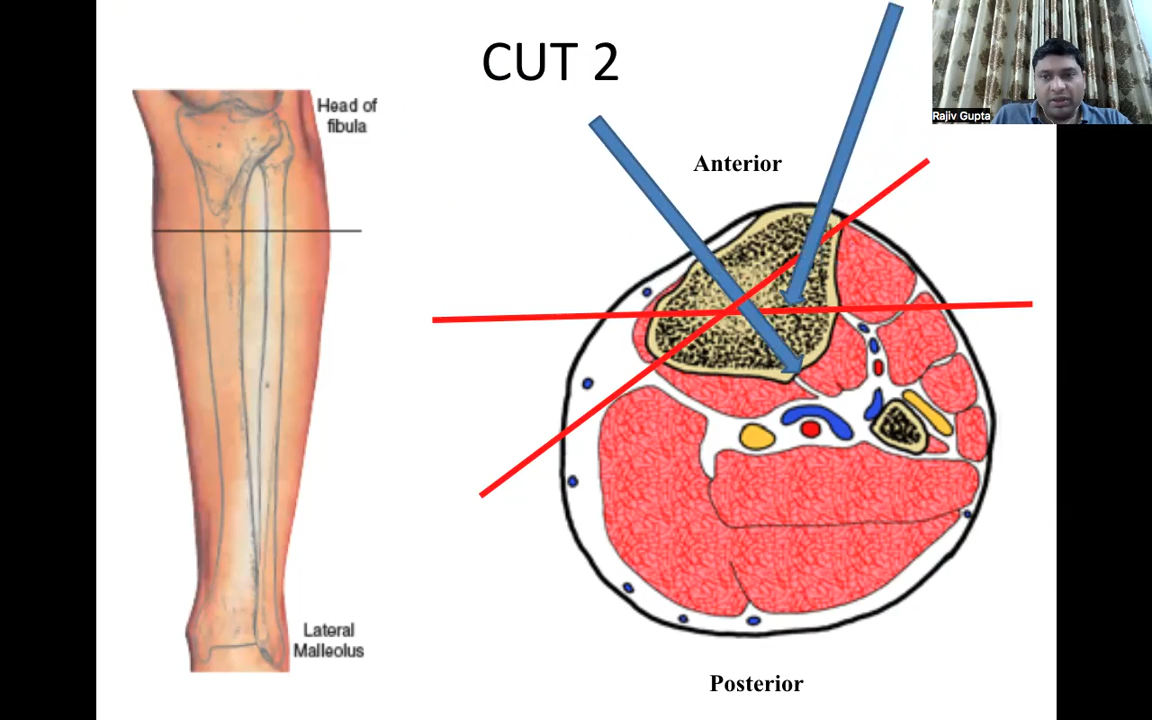 CUT 2
Rajiv Gupta
Head of
fibula
Anterior
Lateral
Malleolus
Posterior